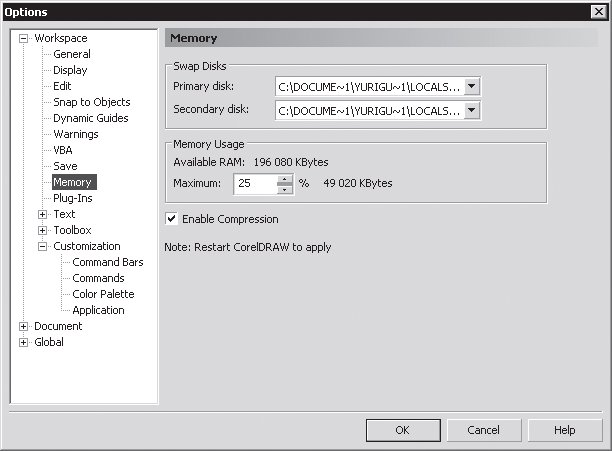 Options
Workspace
General
Display
Edit
Snap to Objects
Dynamic Guides
Warnings
VBA
Save
Memory
Plug-Ins
Text
Toolbox
Customization
Command Bars
Commands
Color Palette
Application
Document
Global
Memory
Swap Disks
Primary disk: C:\DOCUME~1\YURIGU~1\LOCALS...
Secondary disk: C:\DOCUME~1\YURIGU~1\LOCALS...
Memory Usage
Available RAM: 196 080 KBytes
Maximum: 25 % 49 020 KBytes
Enable Compression
Note: Restart CorelDRAW to apply
OK Cancel Help